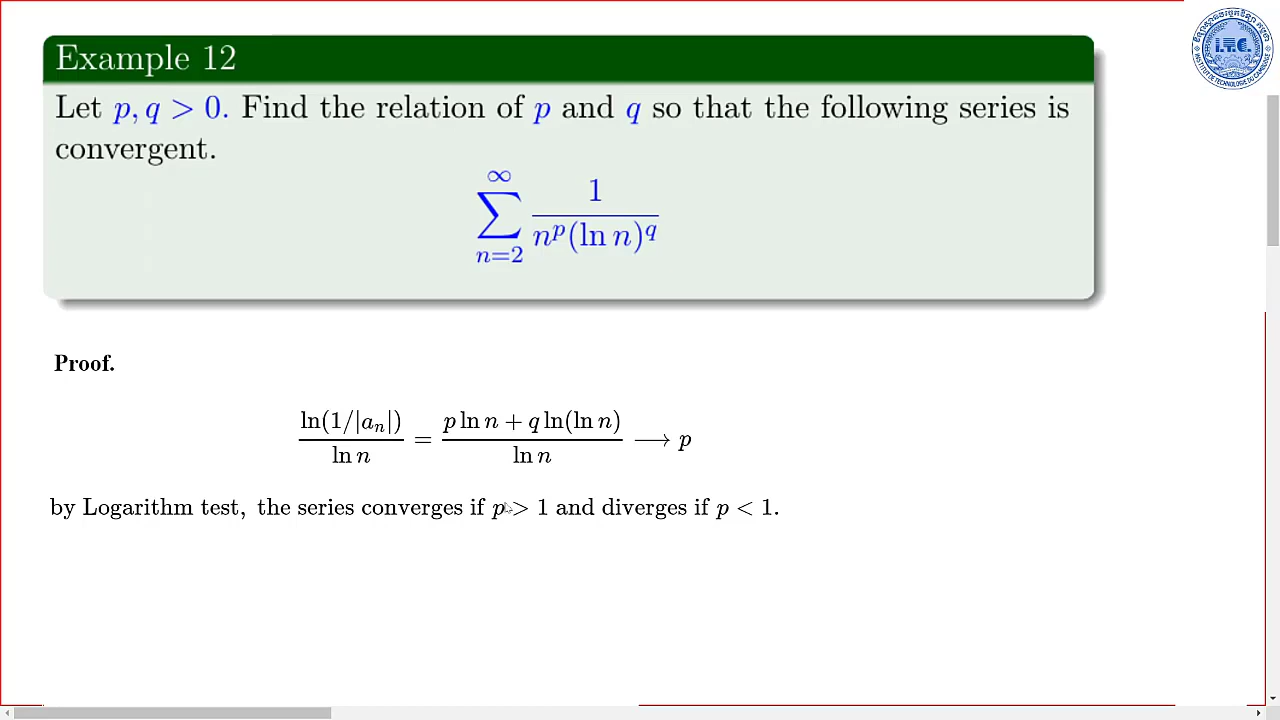 Example 12
Let p, q > 0. Find the relation of p and q so that the following series is
convergent.
∑_{n=2}^{∞} 1 / (n^p (ln n)^q)
Proof.
ln(1/|a_n|) / ln n = (p ln n + q ln(ln n)) / ln n ⟶ p
by Logarithm test, the series converges if p > 1 and diverges if p < 1.
I.T.C.